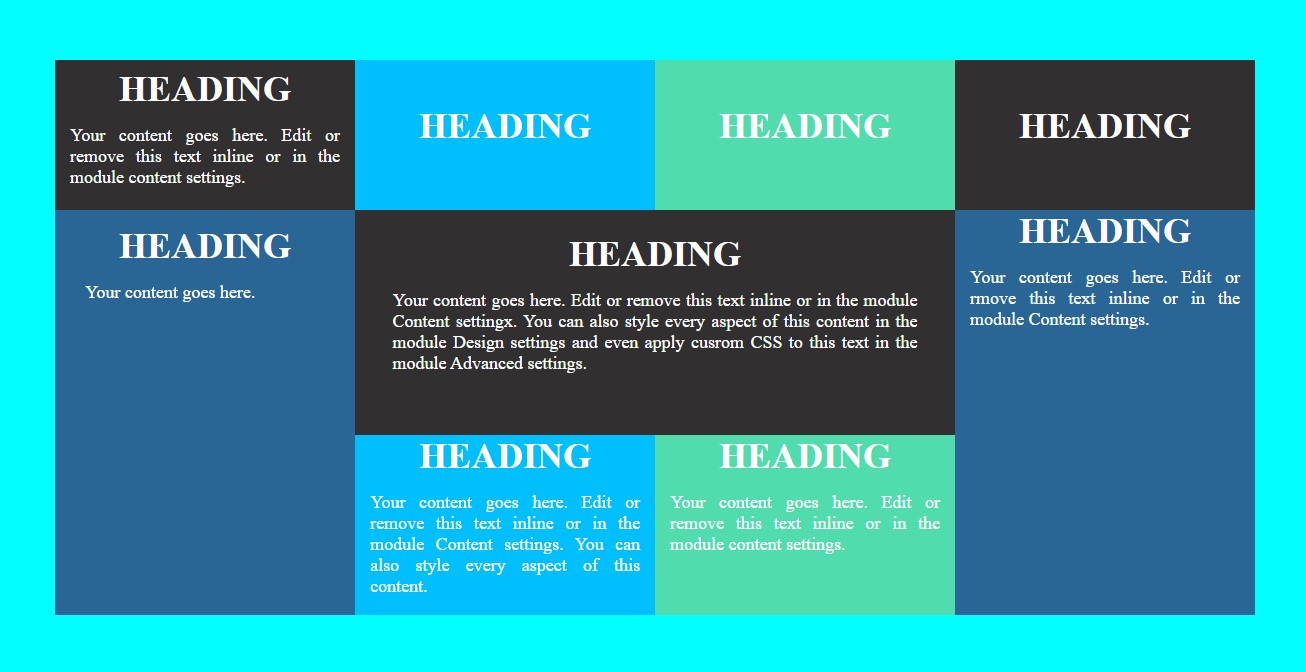 HEADING
Your content goes here. Edit or
remove this text inline or in the
module content settings.
HEADING
HEADING
HEADING
HEADING
Your content goes here.
HEADING
Your content goes here. Edit or remove this text inline or in the module
Content settingx. You can also style every aspect of this content in the
module Design settings and even apply cusrom CSS to this text in the
module Advanced settings.
HEADING
Your content goes here. Edit or
rmove this text inline or in the
module Content settings.
HEADING
Your content goes here. Edit or
remove this text inline or in the
module Content settings. You can
also style every aspect of this
content.
HEADING
Your content goes here. Edit or
remove this text inline or in the
module content settings.